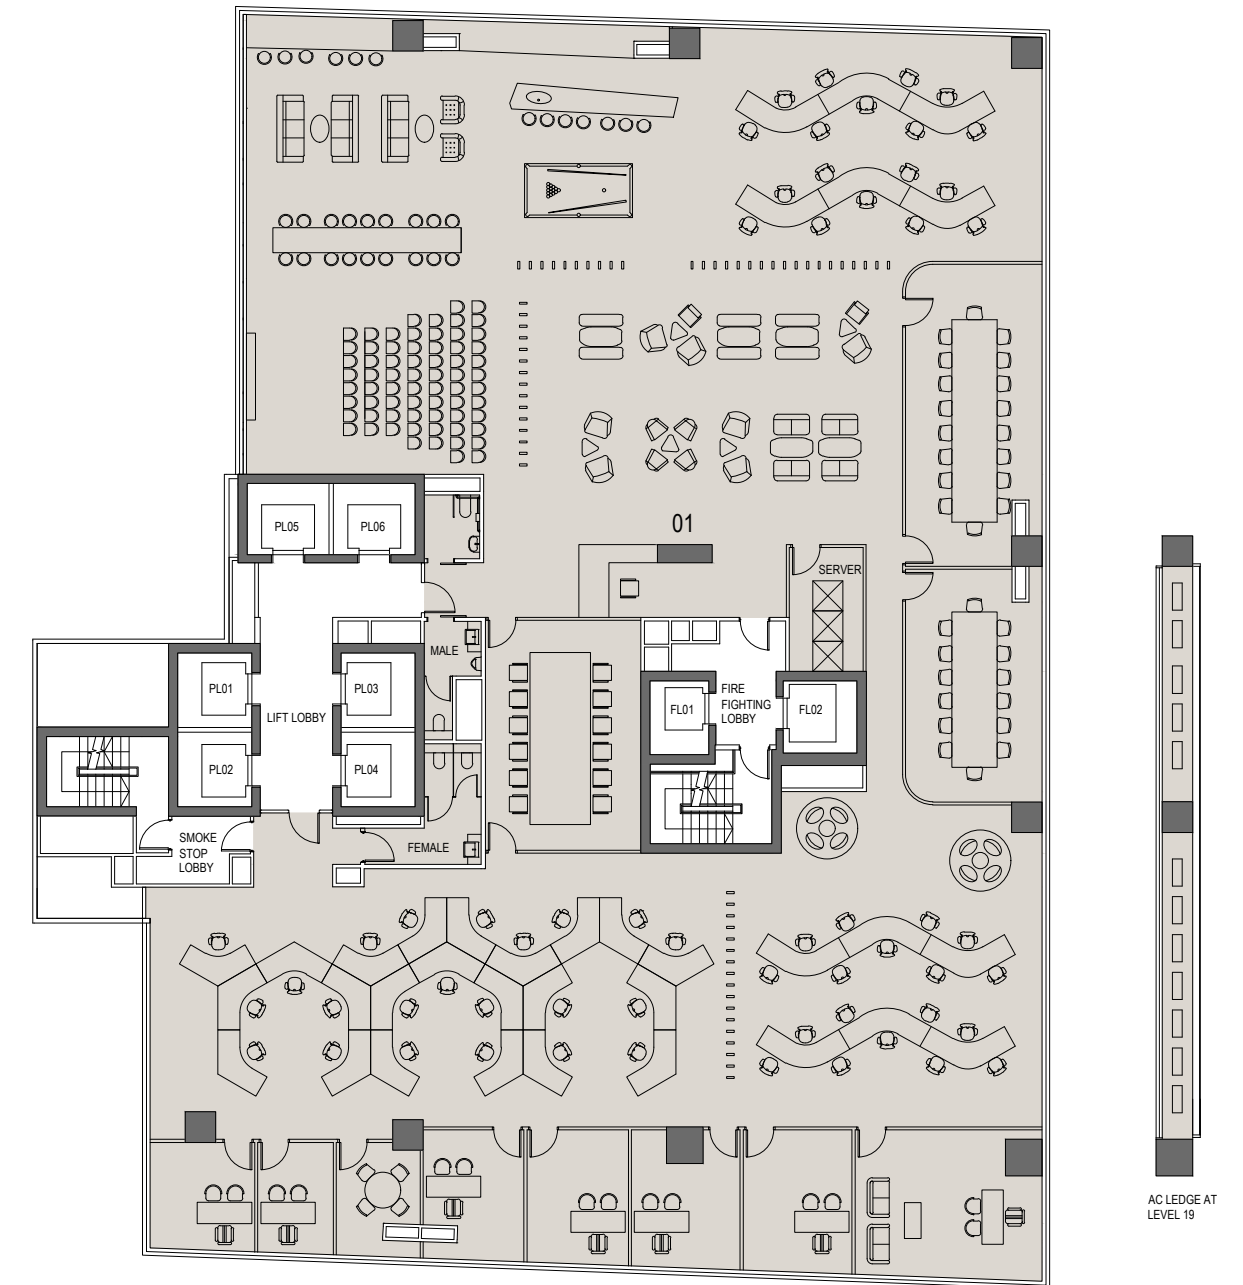 PL05
PL06
01
SERVER
MALE
PL01
PL03
LIFT LOBBY
FL01
FIRE
FIGHTING
LOBBY
FL02
PL02
PL04
SMOKE
STOP
LOBBY
FEMALE
AC LEDGE AT
LEVEL 19